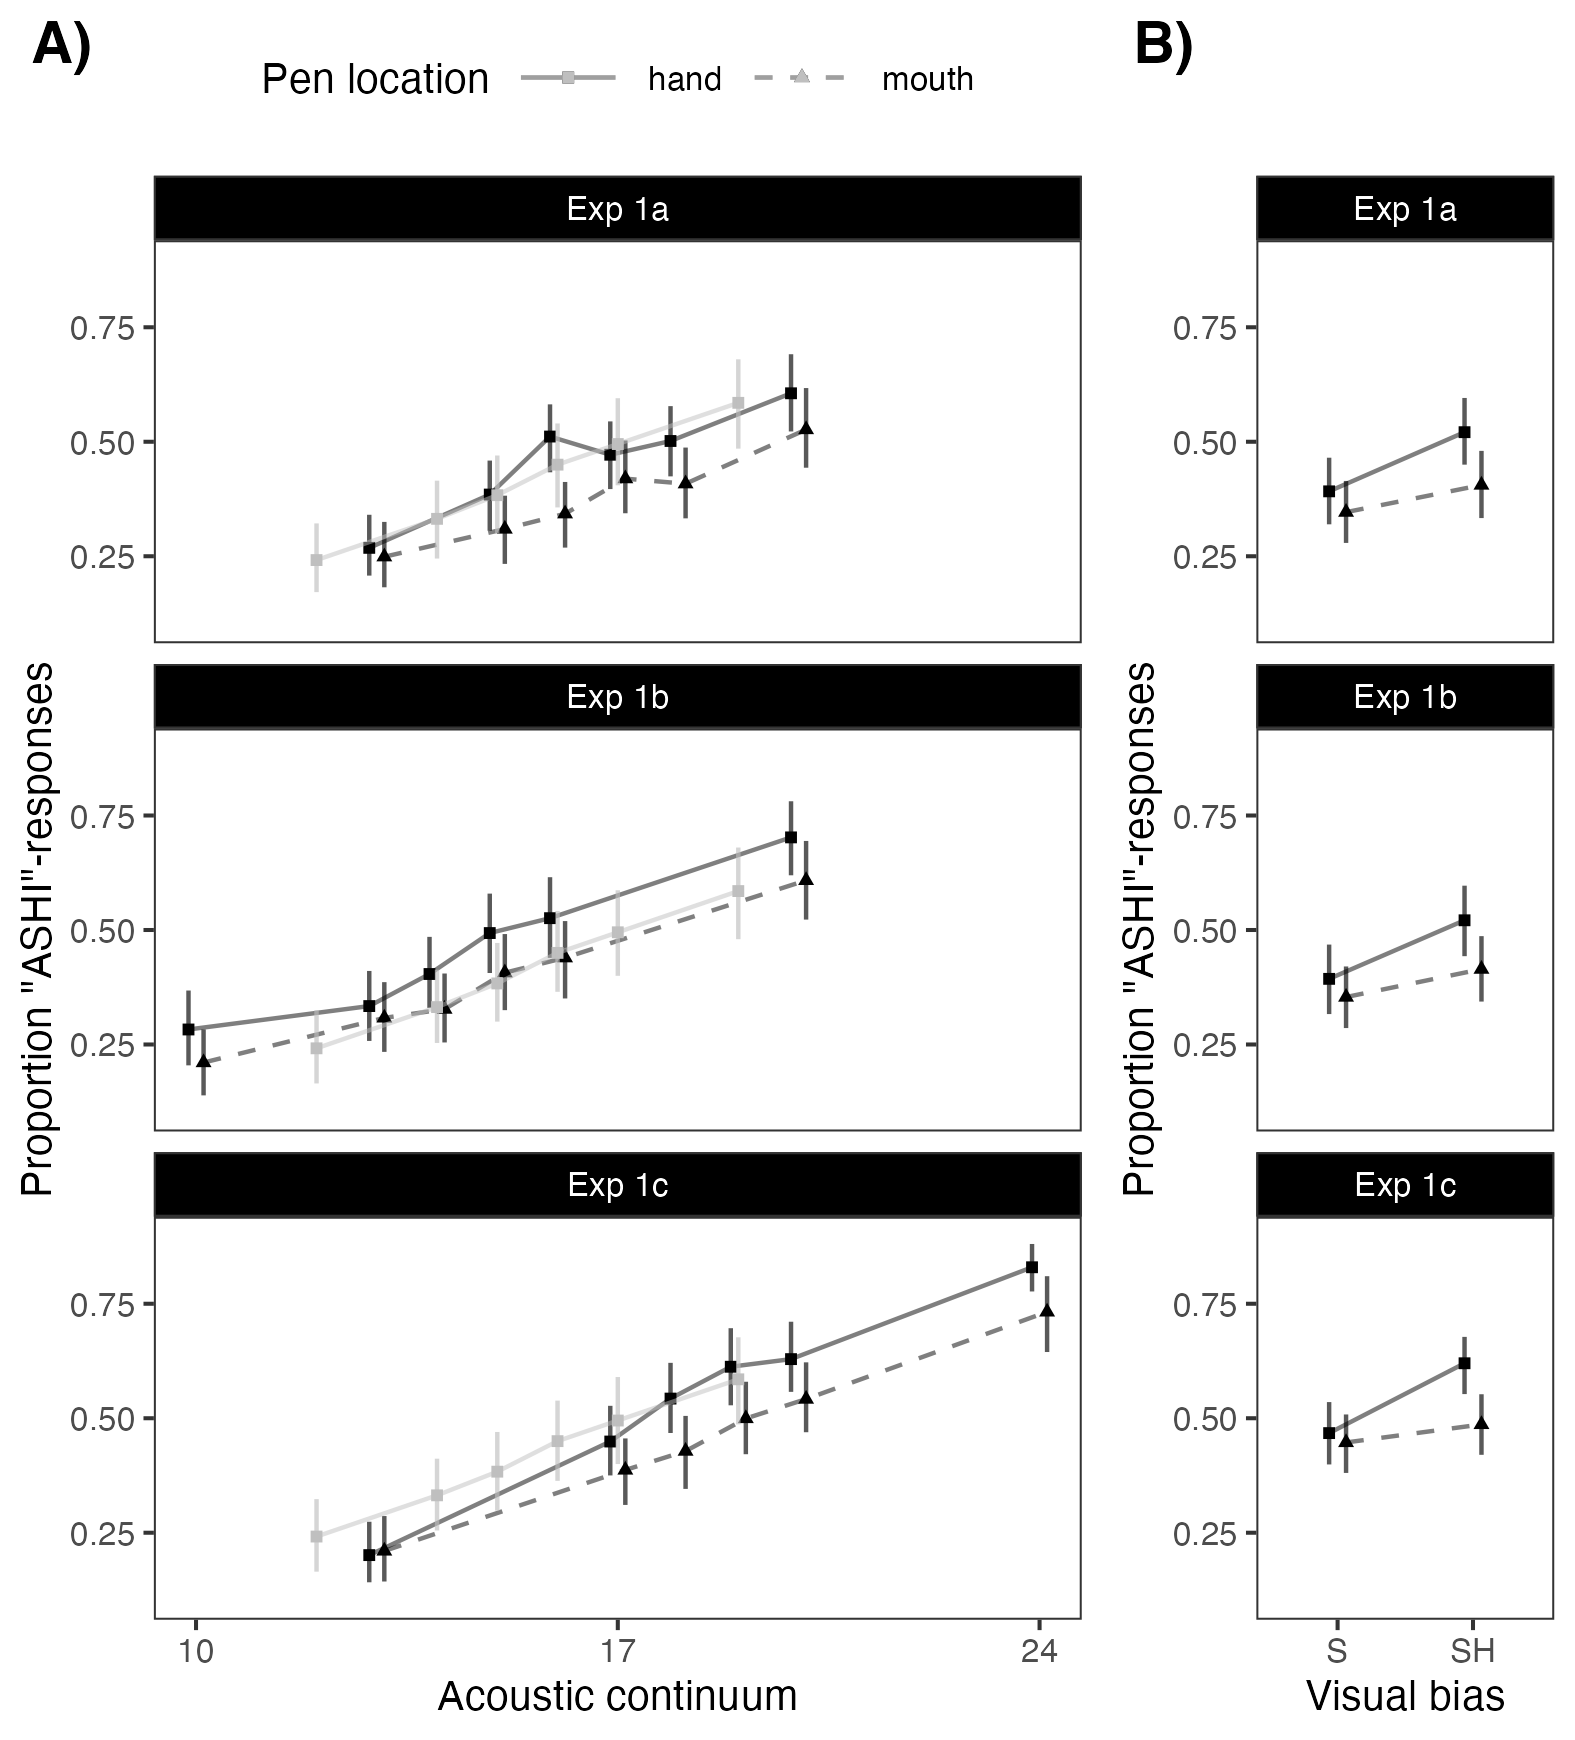 A)
Pen location hand mouth
Exp 1a
0.75
0.50
0.25
Exp 1b
0.75
0.50
0.25
Exp 1c
0.75
0.50
0.25
10 17 24
Acoustic continuum
Proportion "ASHI"-responses
B)
Exp 1a
0.75
0.50
0.25
Exp 1b
0.75
0.50
0.25
Exp 1c
0.75
0.50
0.25
S SH
Visual bias
Proportion "ASHI"-responses